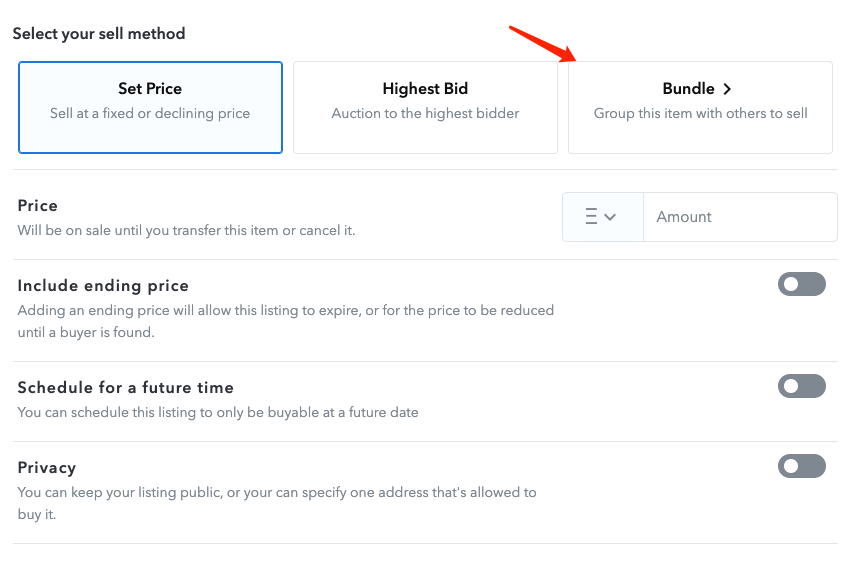 Select your sell method
Set Price
Sell at a fixed or declining price
Highest Bid
Auction to the highest bidder
Bundle >
Group this item with others to sell
Price
Will be on sale until you transfer this item or cancel it.
Amount
Include ending price
Adding an ending price will allow this listing to expire, or for the price to be reduced
until a buyer is found.
Schedule for a future time
You can schedule this listing to only be buyable at a future date
Privacy
You can keep your listing public, or your can specify one address that's allowed to
buy it.